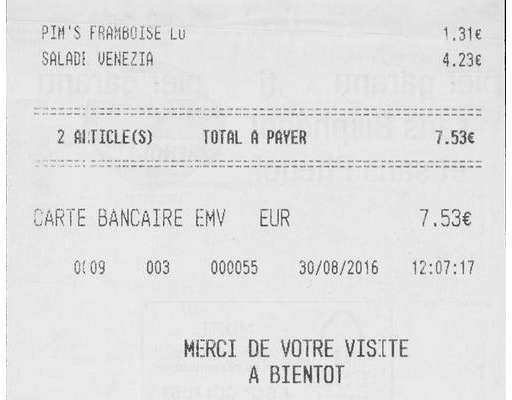 PIM'S FRAMBOISE LU 1.31€
SALADE VENEZIA 4.23€
2 ARTICLE(S) TOTAL A PAYER 7.53€
CARTE BANCAIRE EMV EUR 7.53€
0009 003 000055 30/08/2016 12:07:17
MERCI DE VOTRE VISITE
A BIENTOT